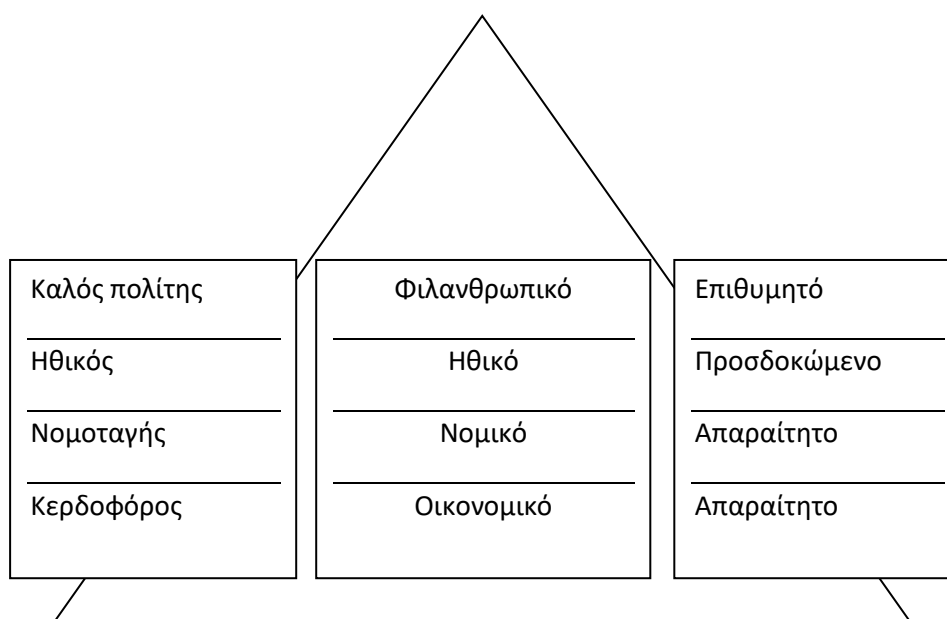 Καλός πολίτης
Ηθικός
Νομοταγής
Κερδοφόρος
Φιλανθρωπικό
Ηθικό
Νομικό
Οικονομικό
Επιθυμητό
Προσδοκώμενο
Απαραίτητο
Απαραίτητο